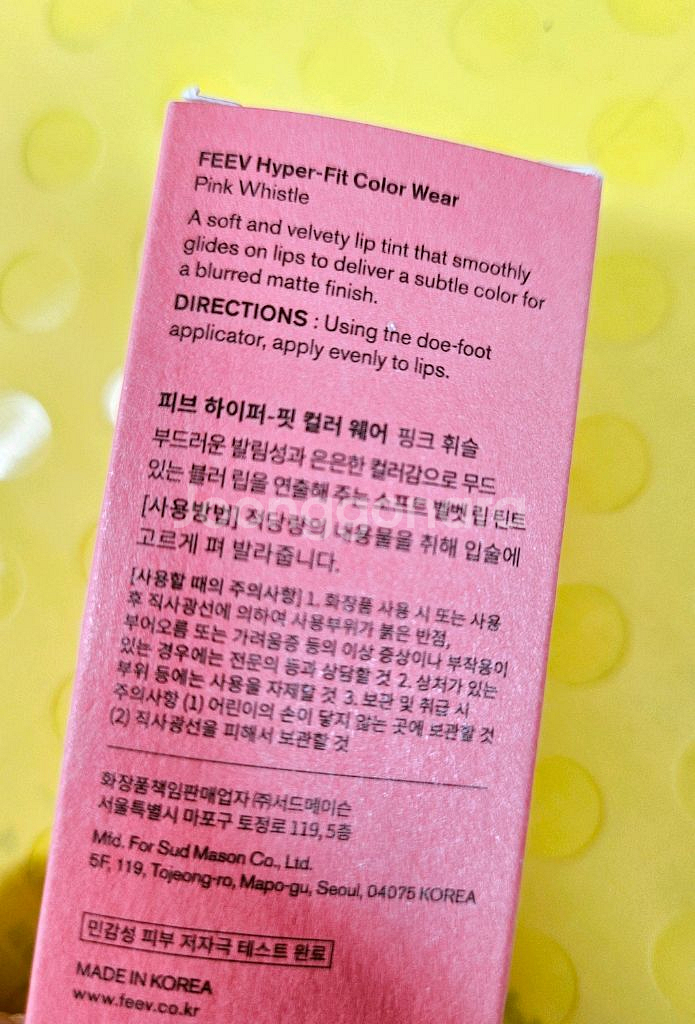 FEEV Hyper-Fit Color Wear
Pink Whistle
A soft and velvety lip tint that smoothly
glides on lips to deliver a subtle color for
a blurred matte finish.
DIRECTIONS : Using the doe-foot
applicator, apply evenly to lips.
피브 하이퍼-핏 컬러 웨어 핑크 휘슬
부드러운 발림성과 은은한 컬러감으로 무드
있는 블러 립을 연출해 주는 소프트 벨벳 립 틴트
[사용방법] 적당량의 내용물을 취해 입술에
고르게 펴 발라줍니다.
[사용할 때의 주의사항] 1. 화장품 사용 시 또는 사용
후 직사광선에 의하여 사용부위가 붉은 반점,
부어오름 또는 가려움증 등의 이상 증상이나 부작용이
있는 경우에는 전문의 등과 상담할 것 2. 상처가 있는
부위 등에는 사용을 자제할 것 3. 보관 및 취급 시
주의사항 (1) 어린이의 손이 닿지 않는 곳에 보관할 것
(2) 직사광선을 피해서 보관할 것
화장품책임판매업자 ㈜서드메이슨
서울특별시 마포구 토정로 119, 5층
Mfd. For Sud Mason Co., Ltd.
5F, 119, Tojeong-ro, Mapo-gu, Seoul, 04075 KOREA
민감성 피부 저자극 테스트 완료
MADE IN KOREA
www.feev.co.kr